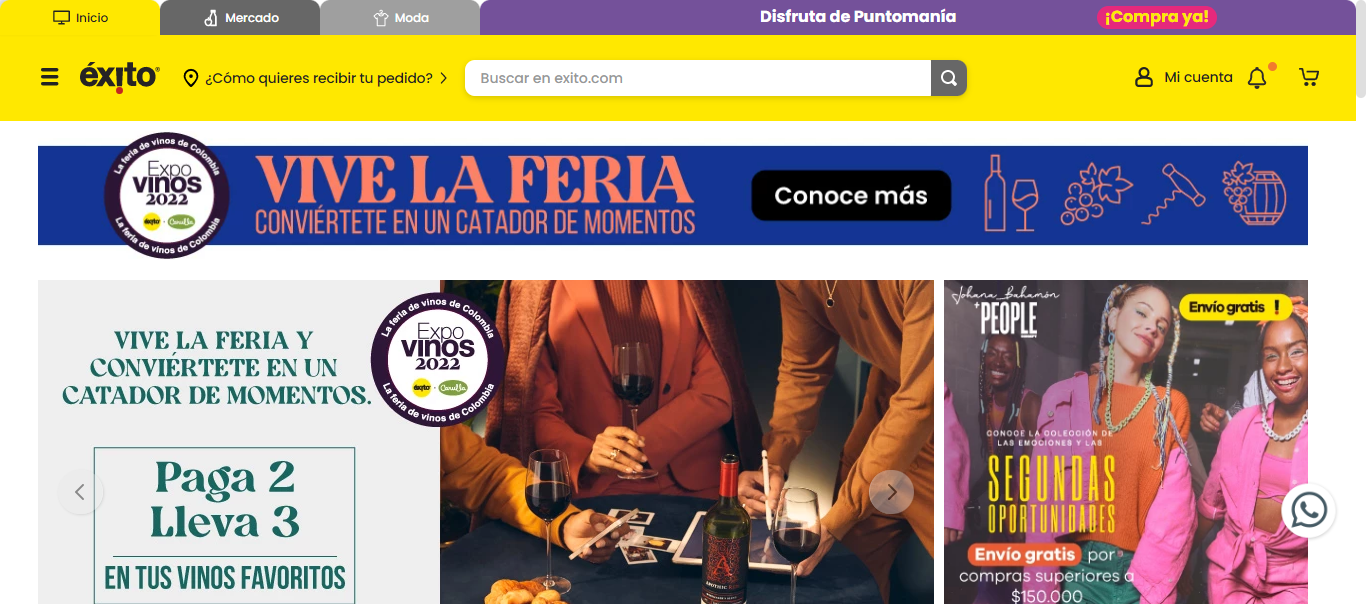 Inicio
Mercado
Moda
Disfruta de Puntomanía
¡Compra ya!
éxito
¿Cómo quieres recibir tu pedido?
Buscar en exito.com
Mi cuenta
La feria de vinos de Colombia
Expo
vinos
2022
éxito · Carulla
La feria de vinos de Colombia
VIVE LA FERIA
CONVIÉRTETE EN UN CATADOR DE MOMENTOS
Conoce más
VIVE LA FERIA Y
CONVIÉRTETE EN UN
CATADOR DE MOMENTOS.
La feria de vinos de Colombia
Expo
vinos
2022
éxito · Carulla
La feria de vinos de Colombia
Paga 2
Lleva 3
EN TUS VINOS FAVORITOS
Johana Bahamón
+
PEOPLE
Envío gratis !
CONOCE LA COLECCIÓN DE
LAS EMOCIONES Y LAS
SEGUNDAS
OPORTUNIDADES
Envío gratis por
compras superiores a
$150.000